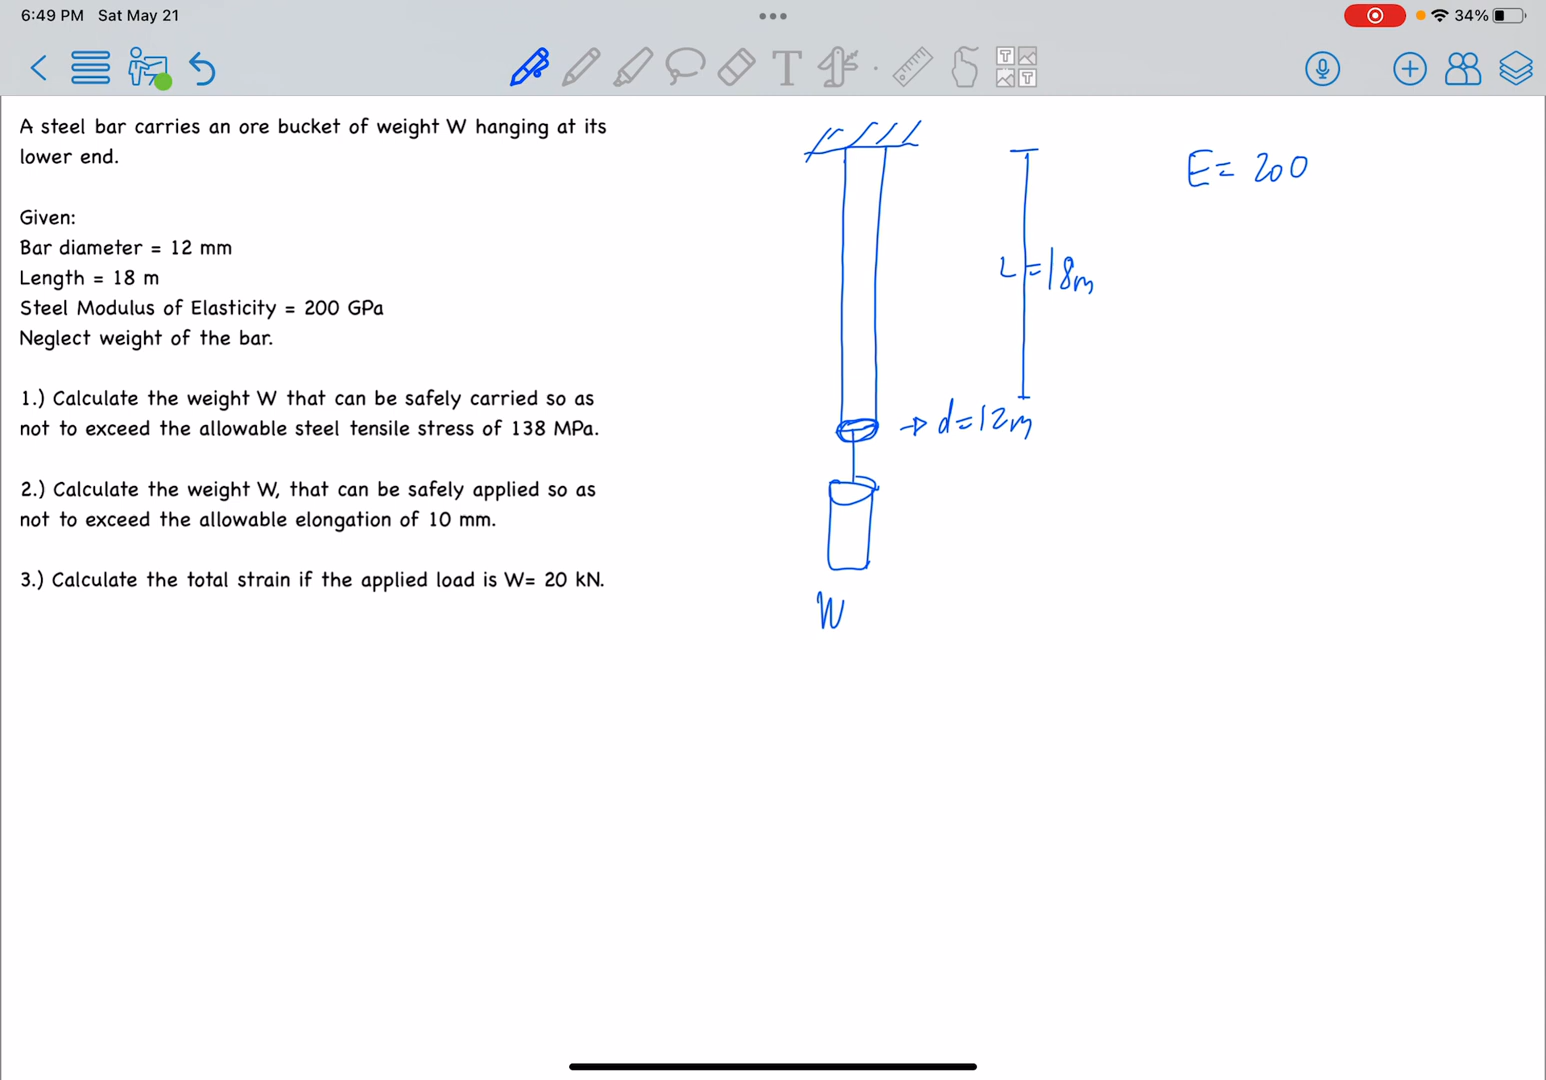 6:49 PM Sat May 21
34%
T
T
T
A steel bar carries an ore bucket of weight W hanging at its
lower end.
Given:
Bar diameter = 12 mm
Length = 18 m
Steel Modulus of Elasticity = 200 GPa
Neglect weight of the bar.
1.) Calculate the weight W that can be safely carried so as
not to exceed the allowable steel tensile stress of 138 MPa.
2.) Calculate the weight W, that can be safely applied so as
not to exceed the allowable elongation of 10 mm.
3.) Calculate the total strain if the applied load is W= 20 kN.
E= 200
L=18m
d=12m
W